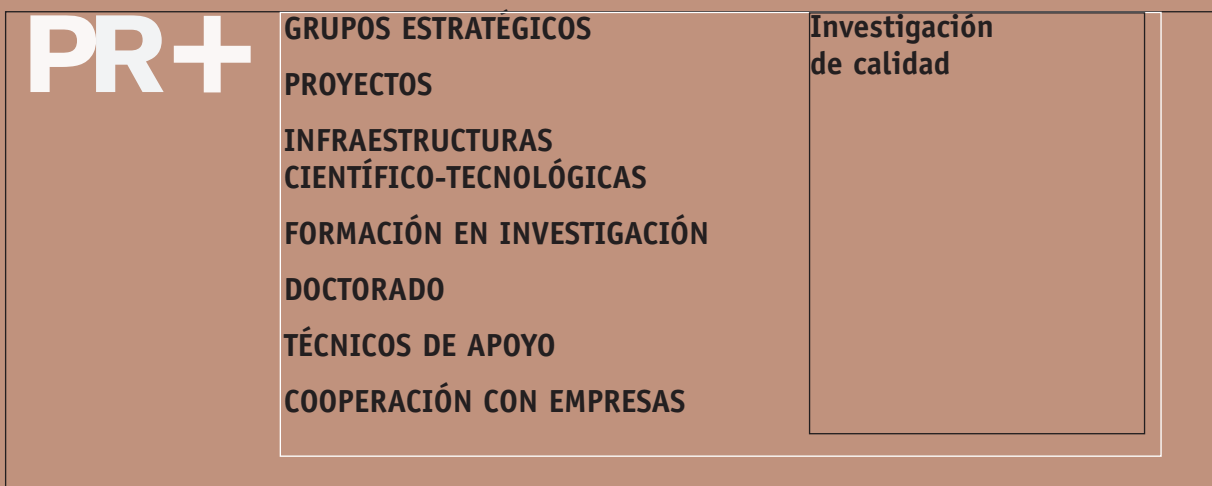 PR+
GRUPOS ESTRATÉGICOS
PROYECTOS
INFRAESTRUCTURAS
CIENTÍFICO-TECNOLÓGICAS
FORMACIÓN EN INVESTIGACIÓN
DOCTORADO
TÉCNICOS DE APOYO
COOPERACIÓN CON EMPRESAS
Investigación
de calidad